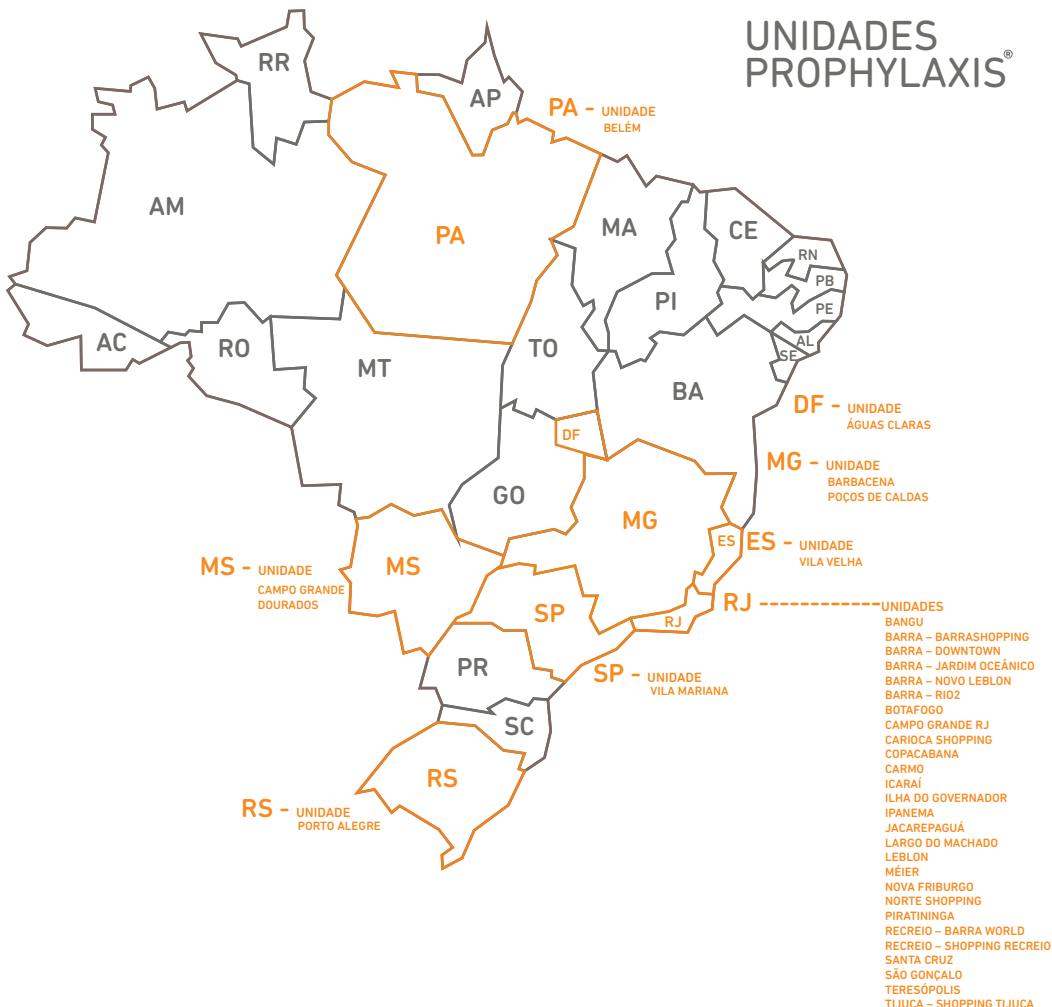 UNIDADES
PROPHYLAXIS®
RR
AP
PA - UNIDADE
BELÉM
AM
PA
MA
CE
RN
PB
PE
PI
AL
SE
AC
RO
MT
TO
BA
DF
DF - UNIDADE
ÁGUAS CLARAS
MG - UNIDADE
BARBACENA
POÇOS DE CALDAS
GO
MG
ES
ES - UNIDADE
VILA VELHA
MS - UNIDADE
CAMPO GRANDE
DOURADOS
MS
SP
RJ
RJ ------------- UNIDADES
BANGU
BARRA – BARRASHOPPING
BARRA – DOWNTOWN
BARRA – JARDIM OCEÂNICO
BARRA – NOVO LEBLON
BARRA – RIO2
BOTAFOGO
CAMPO GRANDE RJ
CARIOCA SHOPPING
COPACABANA
CARMO
ICARAÍ
ILHA DO GOVERNADOR
IPANEMA
JACAREPAGUÁ
LARGO DO MACHADO
LEBLON
MÉIER
NOVA FRIBURGO
NORTE SHOPPING
PIRATININGA
RECREIO – BARRA WORLD
RECREIO – SHOPPING RECREIO
SANTA CRUZ
SÃO GONÇALO
TERESÓPOLIS
TIJUCA – SHOPPING TIJUCA
PR
SP - UNIDADE
VILA MARIANA
SC
RS
RS - UNIDADE
PORTO ALEGRE